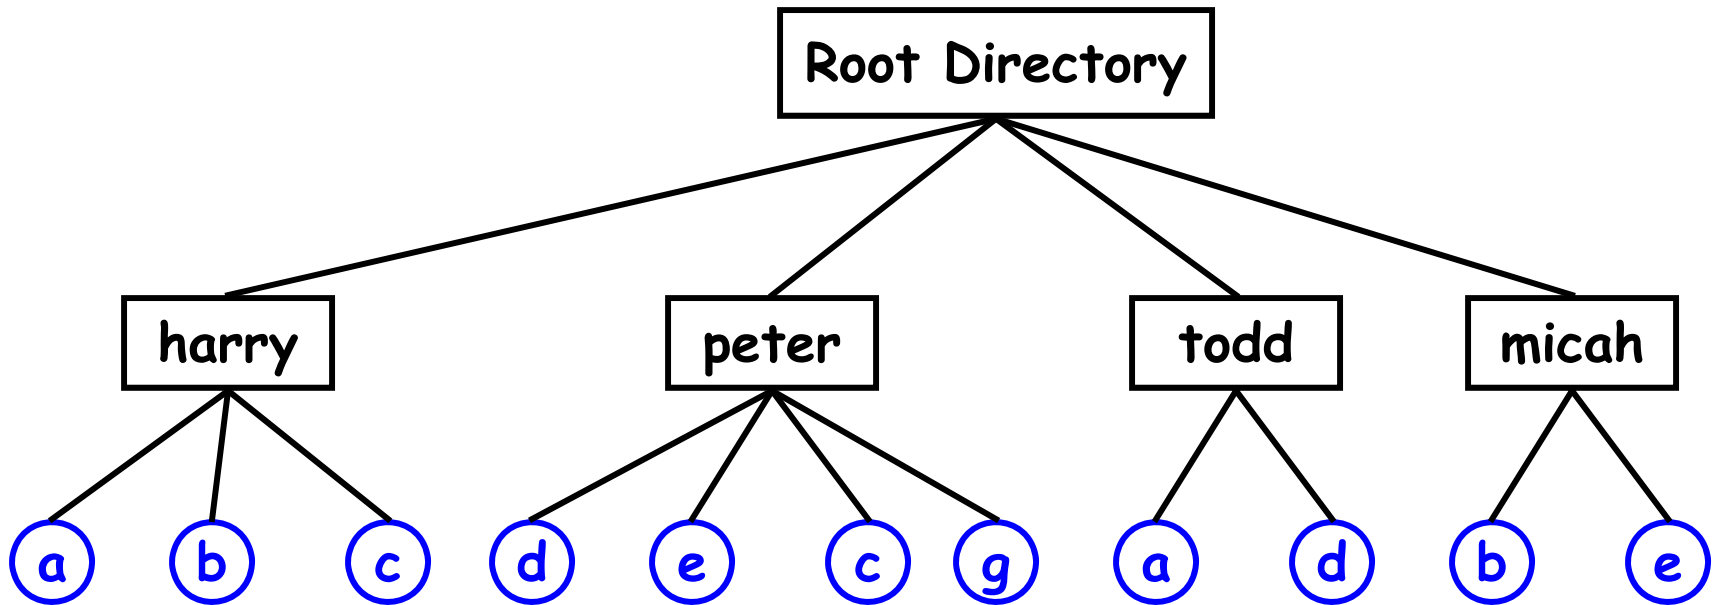 Root Directory
harry peter todd micah
a b c d e c g a d b e